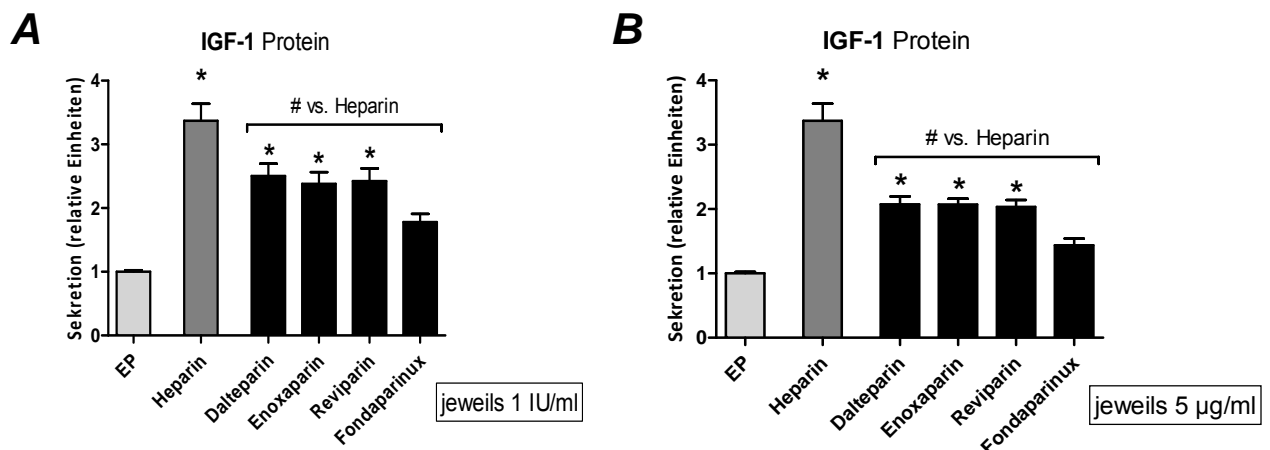 A
IGF-1 Protein
Sekretion (relative Einheiten)
4
3
2
1
0
*
# vs. Heparin
*
*
*
EP
Heparin
Dalteparin
Enoxaparin
Reviparin
Fondaparinux
jeweils 1 IU/ml
B
IGF-1 Protein
Sekretion (relative Einheiten)
4
3
2
1
0
*
# vs. Heparin
*
*
*
EP
Heparin
Dalteparin
Enoxaparin
Reviparin
Fondaparinux
jeweils 5 µg/ml